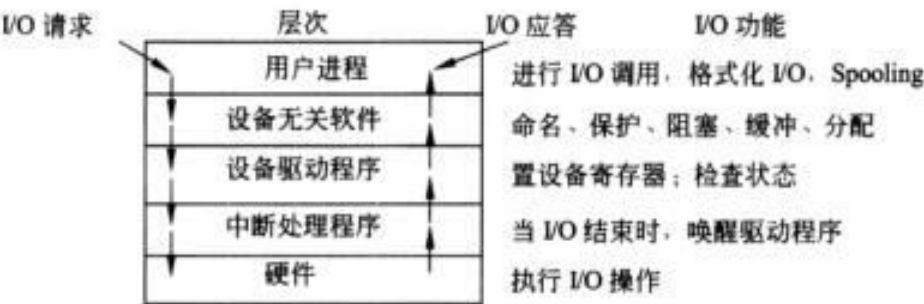 I/O 请求 层次 I/O 应答 I/O 功能
用户进程 进行 I/O 调用，格式化 I/O，Spooling
设备无关软件 命名、保护、阻塞、缓冲、分配
设备驱动程序 置设备寄存器；检查状态
中断处理程序 当 I/O 结束时，唤醒驱动程序
硬件 执行 I/O 操作